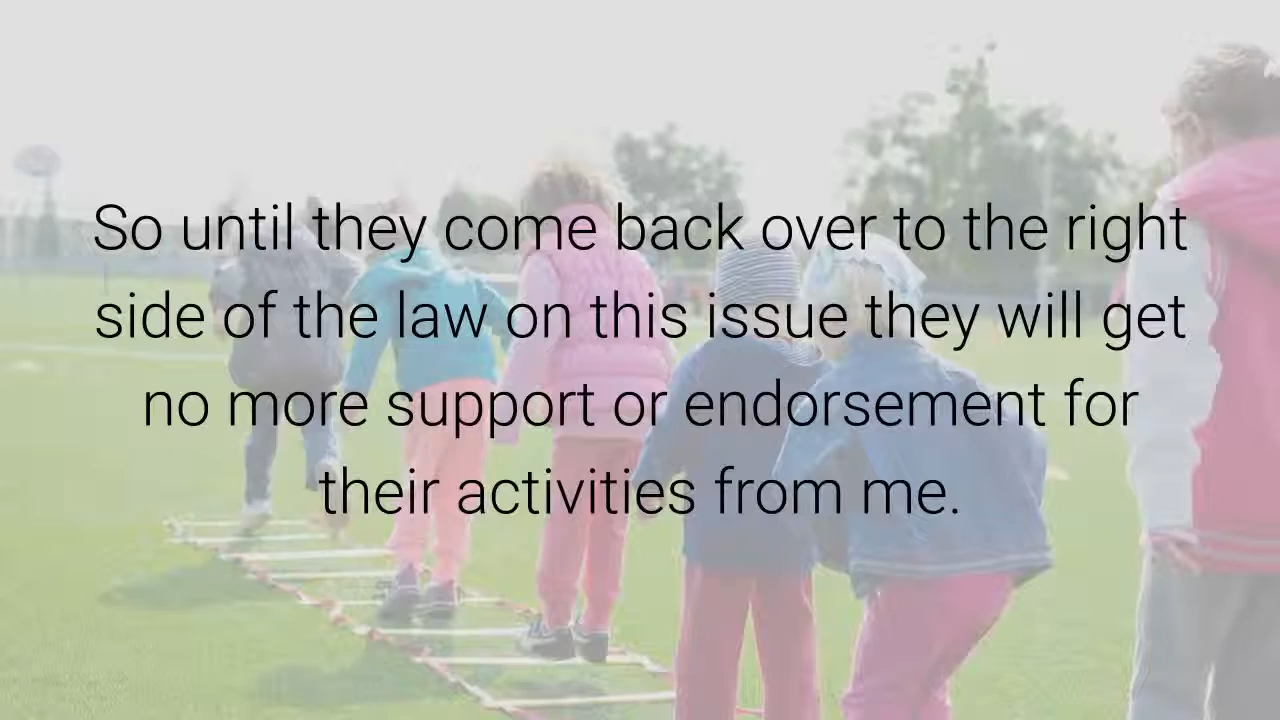 So until they come back over to the right
side of the law on this issue they will get
no more support or endorsement for
their activities from me.